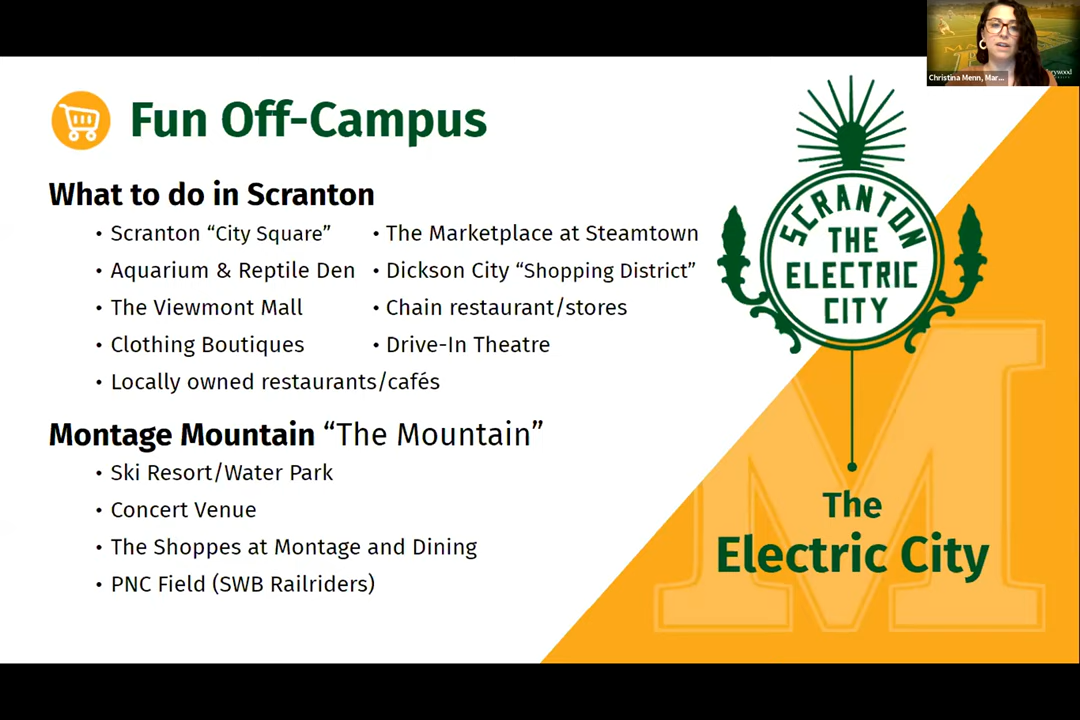 Christina Menn, Mar...
Fun Off-Campus
What to do in Scranton
• Scranton “City Square”
• Aquarium & Reptile Den
• The Viewmont Mall
• Clothing Boutiques
• Locally owned restaurants/cafés
• The Marketplace at Steamtown
• Dickson City “Shopping District”
• Chain restaurant/stores
• Drive-In Theatre
Montage Mountain “The Mountain”
• Ski Resort/Water Park
• Concert Venue
• The Shoppes at Montage and Dining
• PNC Field (SWB Railriders)
SCRANTON
THE
ELECTRIC
CITY
M
The
Electric City